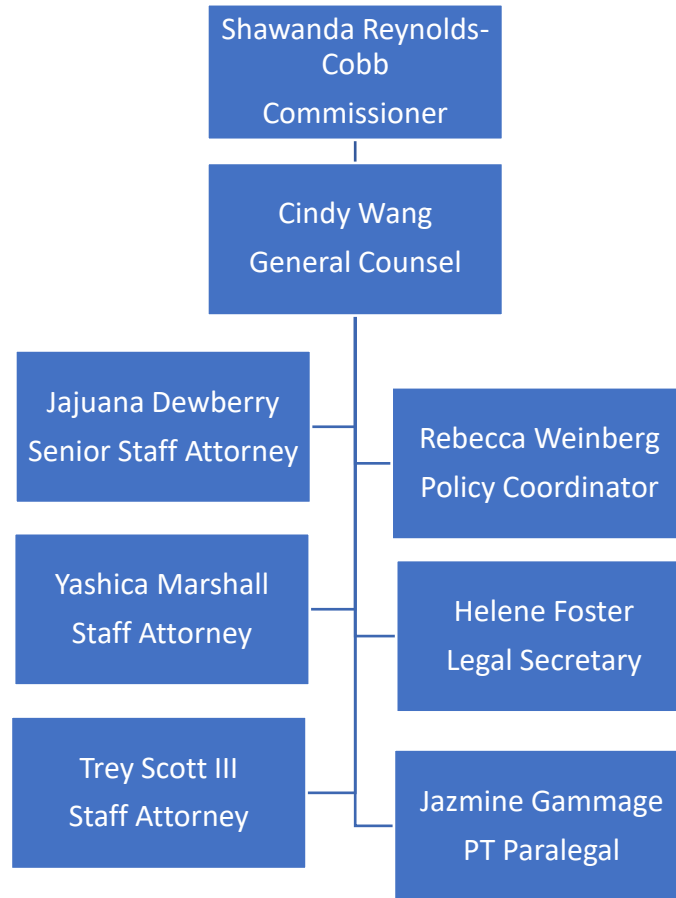 Shawanda Reynolds-
Cobb
Commissioner
Cindy Wang
General Counsel
Jajuana Dewberry
Senior Staff Attorney
Rebecca Weinberg
Policy Coordinator
Yashica Marshall
Staff Attorney
Helene Foster
Legal Secretary
Trey Scott III
Staff Attorney
Jazmine Gammage
PT Paralegal